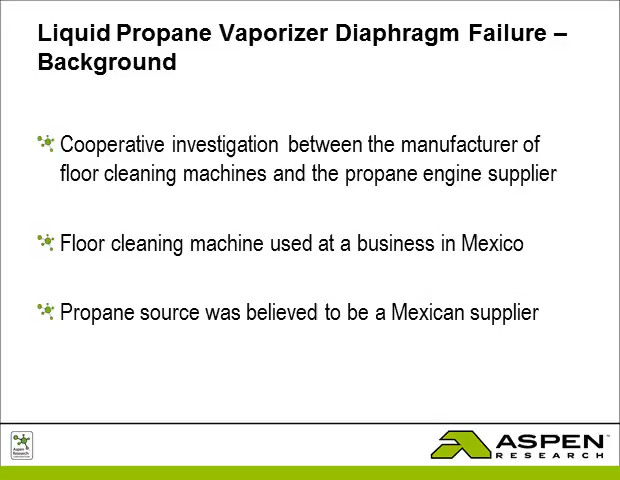 Liquid Propane Vaporizer Diaphragm Failure –
Background
Cooperative investigation between the manufacturer of
floor cleaning machines and the propane engine supplier
Floor cleaning machine used at a business in Mexico
Propane source was believed to be a Mexican supplier
Aspen
Research
ASPEN™
RESEARCH